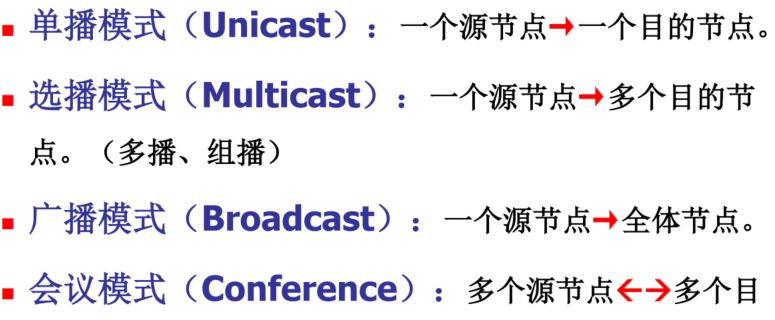 ▪ 单播模式（Unicast）：一个源节点→一个目的节点。
▪ 选播模式（Multicast）：一个源节点→多个目的节
点。（多播、组播）
▪ 广播模式（Broadcast）：一个源节点→全体节点。
▪ 会议模式（Conference）：多个源节点←→多个目